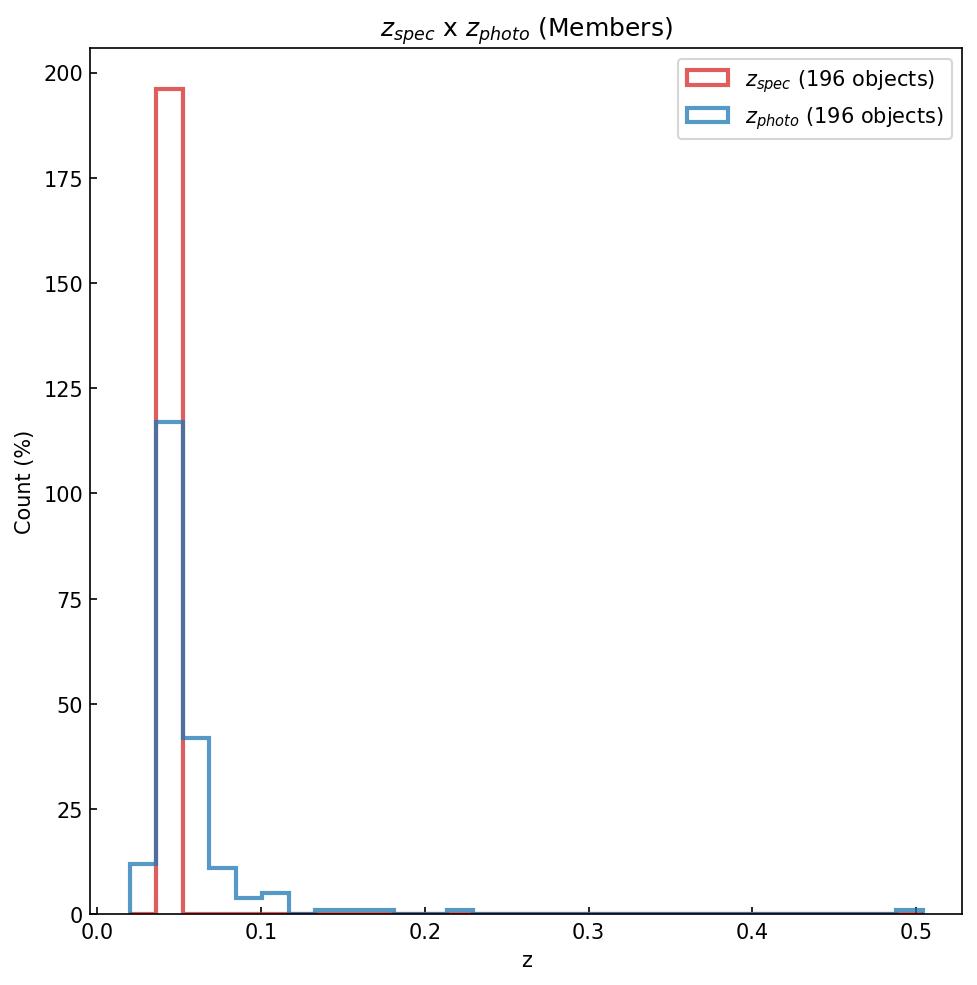 z_spec x z_photo (Members)
z_spec (196 objects)
z_photo (196 objects)
Count (%)
200
175
150
125
100
75
50
25
0
0.0 0.1 0.2 0.3 0.4 0.5
z